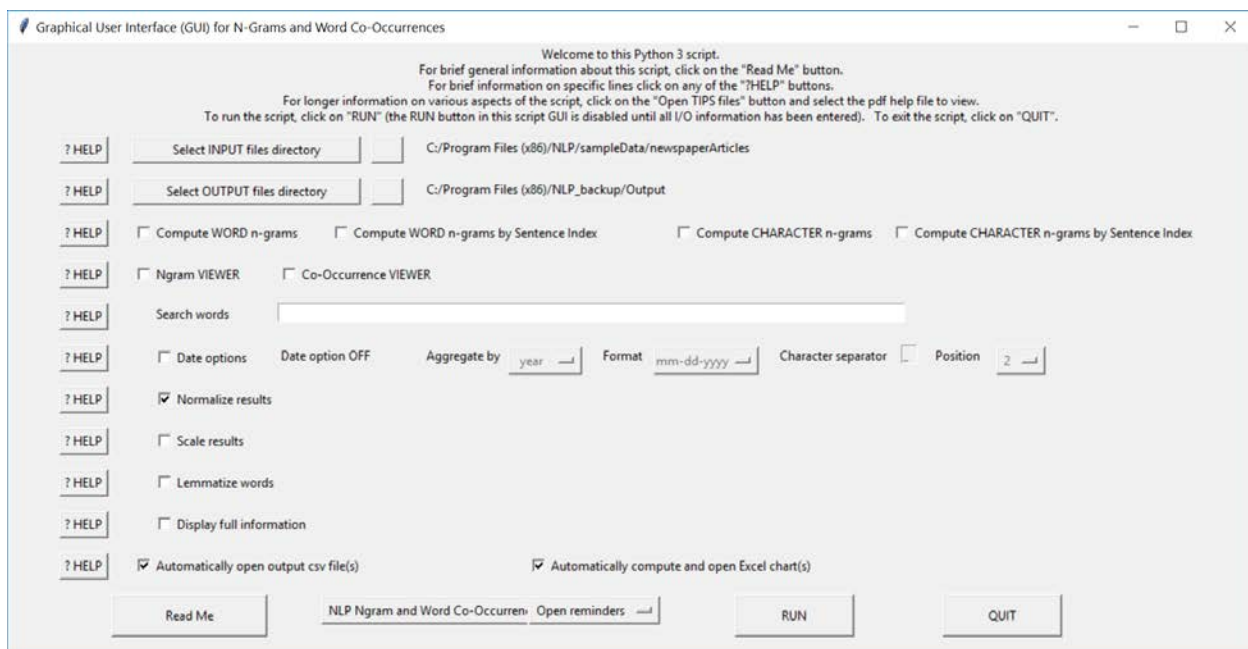 Graphical User Interface (GUI) for N-Grams and Word Co-Occurrences
Welcome to this Python 3 script.
For brief general information about this script, click on the "Read Me" button.
For brief information on specific lines click on any of the "?HELP" buttons.
For longer information on various aspects of the script, click on the "Open TIPS files" button and select the pdf help file to view.
To run the script, click on "RUN" (the RUN button in this script GUI is disabled until all I/O information has been entered). To exit the script, click on "QUIT".
? HELP Select INPUT files directory C:/Program Files (x86)/NLP/sampleData/newspaperArticles
? HELP Select OUTPUT files directory C:/Program Files (x86)/NLP_backup/Output
? HELP Compute WORD n-grams Compute WORD n-grams by Sentence Index Compute CHARACTER n-grams Compute CHARACTER n-grams by Sentence Index
? HELP Ngram VIEWER Co-Occurrence VIEWER
? HELP Search words
? HELP Date options Date option OFF Aggregate by year Format mm-dd-yyyy Character separator _ Position 2
? HELP Normalize results
? HELP Scale results
? HELP Lemmatize words
? HELP Display full information
? HELP Automatically open output csv file(s) Automatically compute and open Excel chart(s)
Read Me NLP Ngram and Word Co-Occurren Open reminders RUN QUIT